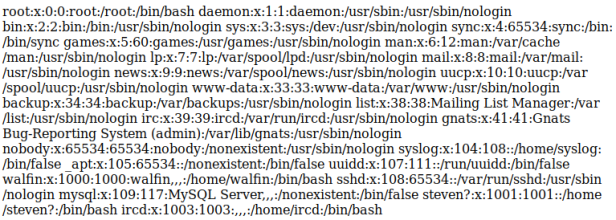 root:x:0:0:root:/root:/bin/bash daemon:x:1:1:daemon:/usr/sbin:/usr/sbin/nologin
bin:x:2:2:bin:/bin:/usr/sbin/nologin sys:x:3:3:sys:/dev:/usr/sbin/nologin sync:x:4:65534:sync:/bin:
/bin/sync games:x:5:60:games:/usr/games:/usr/sbin/nologin man:x:6:12:man:/var/cache
/man:/usr/sbin/nologin lp:x:7:7:lp:/var/spool/lpd:/usr/sbin/nologin mail:x:8:8:mail:/var/mail:
/usr/sbin/nologin news:x:9:9:news:/var/spool/news:/usr/sbin/nologin uucp:x:10:10:uucp:/var
/spool/uucp:/usr/sbin/nologin www-data:x:33:33:www-data:/var/www:/usr/sbin/nologin
backup:x:34:34:backup:/var/backups:/usr/sbin/nologin list:x:38:38:Mailing List Manager:/var
/list:/usr/sbin/nologin irc:x:39:39:ircd:/var/run/ircd:/usr/sbin/nologin gnats:x:41:41:Gnats
Bug-Reporting System (admin):/var/lib/gnats:/usr/sbin/nologin
nobody:x:65534:65534:nobody:/nonexistent:/usr/sbin/nologin syslog:x:104:108::/home/syslog:
/bin/false _apt:x:105:65534::/nonexistent:/bin/false uuidd:x:107:111::/run/uuidd:/bin/false
walfin:x:1000:1000:walfin,,,:/home/walfin:/bin/bash sshd:x:108:65534::/var/run/sshd:/usr/sbin
/nologin mysql:x:109:117:MySQL Server,,,:/nonexistent:/bin/false steven?:x:1001:1001::/home
/steven?:/bin/bash ircd:x:1003:1003:,,,:/home/ircd:/bin/bash